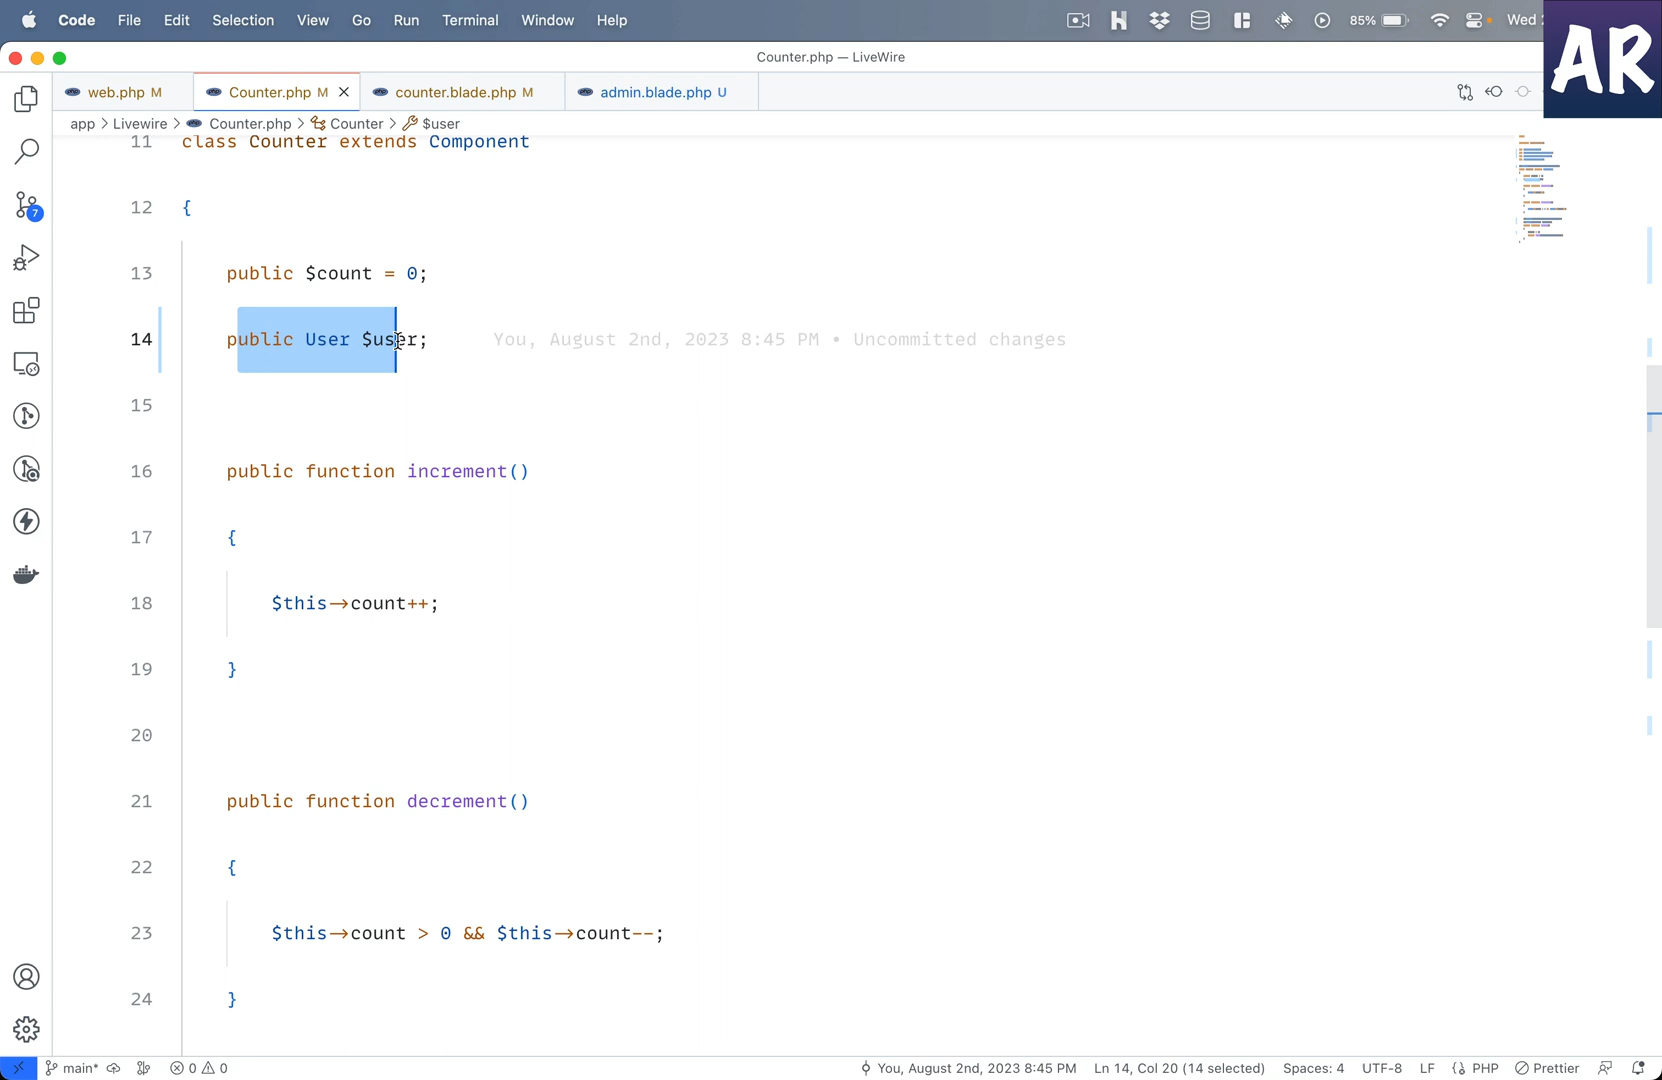 Code File Edit Selection View Go Run Terminal Window Help 85% Wed
AR
Counter.php — LiveWire
web.php M Counter.php M counter.blade.php M admin.blade.php U
app > Livewire > Counter.php > Counter > $user
11 class Counter extends Component
12 {
13 public $count = 0;
14 public User $user; You, August 2nd, 2023 8:45 PM • Uncommitted changes
15
16 public function increment()
17 {
18 $this->count++;
19 }
20
21 public function decrement()
22 {
23 $this->count > 0 && $this->count--;
24 }
7
main* 0 0 You, August 2nd, 2023 8:45 PM Ln 14, Col 20 (14 selected) Spaces: 4 UTF-8 LF PHP Prettier